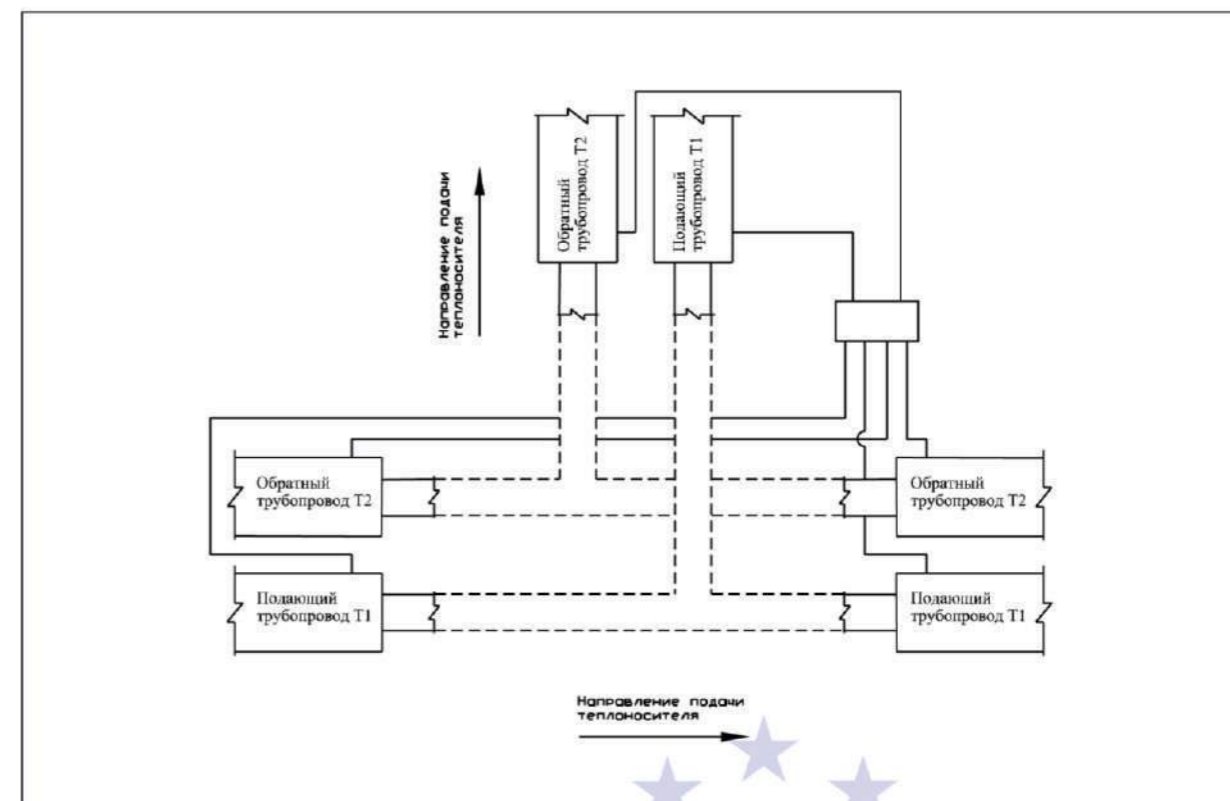 Обратный
трубопровод Т2
Подающий
трубопровод Т1
Направление подачи
теплоносителя
Обратный
трубопровод Т2
Обратный
трубопровод Т2
Подающий
трубопровод Т1
Подающий
трубопровод Т1
Направление подачи
теплоносителя